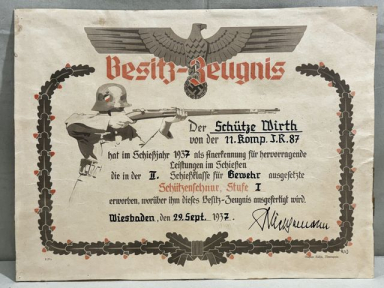 Besitz-Zeugnis
Der Schütze Wirth
von der 11. Komp. I.R. 87
hat im Schießjahr 1937 als Anerkennung für hervorragende
Leistungen im Schießen
die in der II. Schießklasse für Gewehr ausgesetzte
Schützenschnur, Stufe I
erworben, worüber ihm dieses Besitz-Zeugnis ausgefertigt wird.
Wiesbaden, den 29. Sept. 1937.